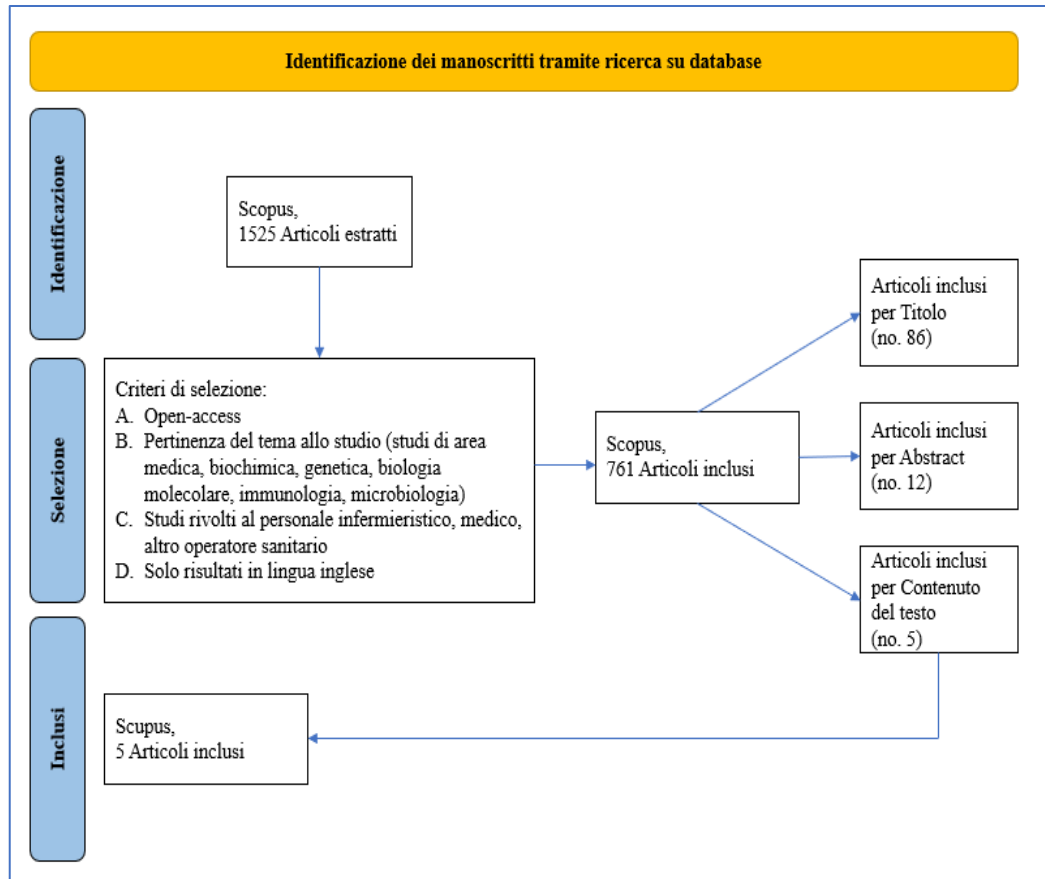 Identificazione dei manoscritti tramite ricerca su database
Identificazione
Scopus,
1525 Articoli estratti
Selezione
Criteri di selezione:
A. Open-access
B. Pertinenza del tema allo studio (studi di area
medica, biochimica, genetica, biologia
molecolare, immunologia, microbiologia)
C. Studi rivolti al personale infermieristico, medico,
altro operatore sanitario
D. Solo risultati in lingua inglese
Scopus,
761 Articoli inclusi
Articoli inclusi
per Titolo
(no. 86)
Articoli inclusi
per Abstract
(no. 12)
Articoli inclusi
per Contenuto
del testo
(no. 5)
Inclusi
Scupus,
5 Articoli inclusi